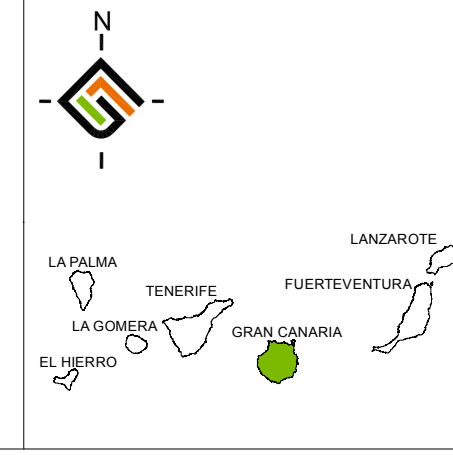 N
LANZAROTE
LA PALMA
FUERTEVENTURA
TENERIFE
LA GOMERA
GRAN CANARIA
EL HIERRO